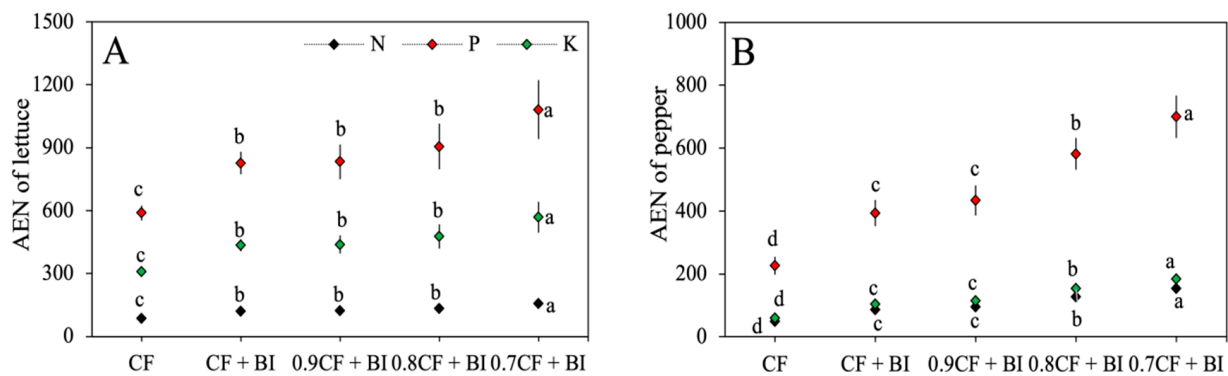 A
N P K
AEN of lettuce
1500
1200
900
600
300
0
c b b b a
c b b b a
c b b b a
CF CF + BI 0.9CF + BI 0.8CF + BI 0.7CF + BI
B
AEN of pepper
1000
800
600
400
200
0
d c c b a
d c c b a
d c c b a
CF CF + BI 0.9CF + BI 0.8CF + BI 0.7CF + BI